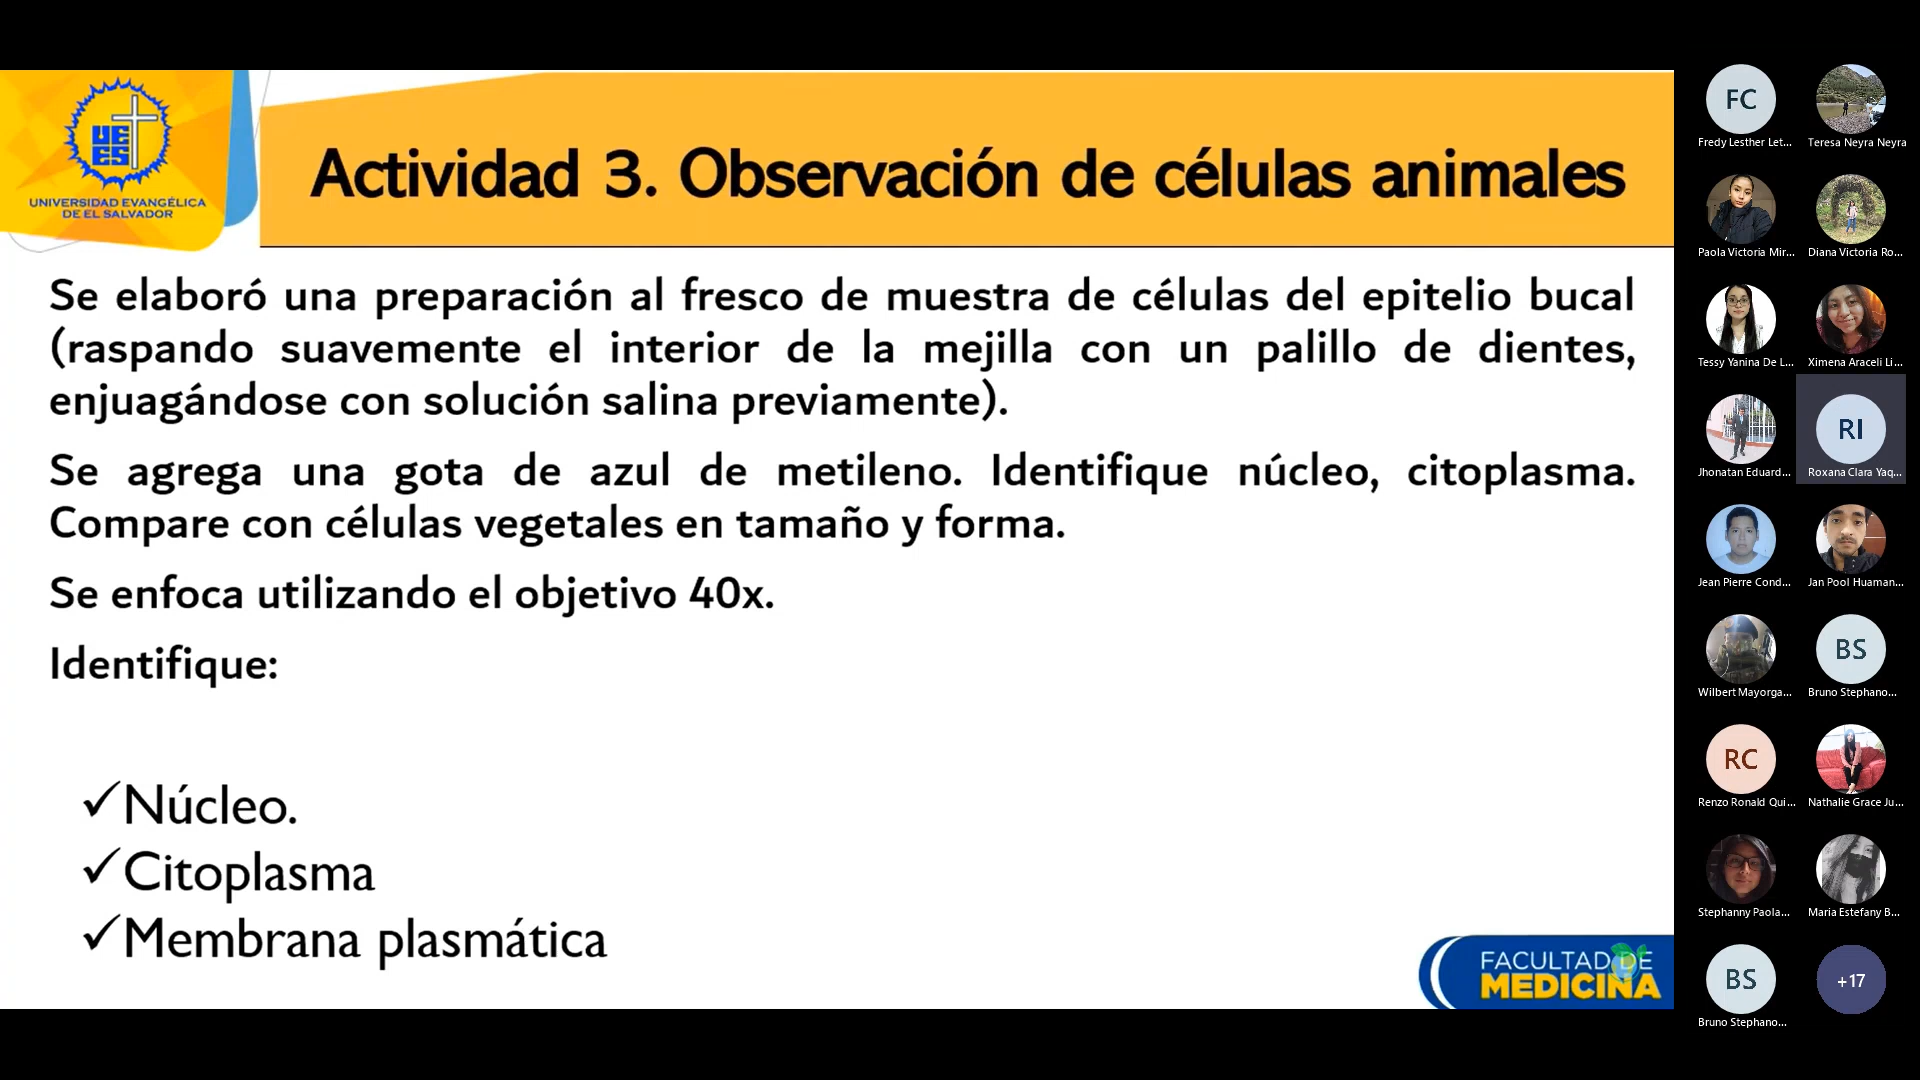 UE
ES
UNIVERSIDAD EVANGÉLICA
DE EL SALVADOR
Actividad 3. Observación de células animales
Se elaboró una preparación al fresco de muestra de células del epitelio bucal
(raspando suavemente el interior de la mejilla con un palillo de dientes,
enjuagándose con solución salina previamente).
Se agrega una gota de azul de metileno. Identifique núcleo, citoplasma.
Compare con células vegetales en tamaño y forma.
Se enfoca utilizando el objetivo 40x.
Identifique:
✓Núcleo.
✓Citoplasma
✓Membrana plasmática
FACULTAD DE
MEDICINA
FC
Fredy Lesther Let...
Teresa Neyra Neyra
Paola Victoria Mir...
Diana Victoria Ro...
Tessy Yanina De L...
Ximena Araceli Li...
Jhonatan Eduard...
RI
Roxana Clara Yaq...
Jean Pierre Cond...
Jan Pool Huaman...
Wilbert Mayorga...
BS
Bruno Stephano...
RC
Renzo Ronald Qui...
Nathalie Grace Ju...
Stephanny Paola...
Maria Estefany B...
BS
Bruno Stephano...
+17